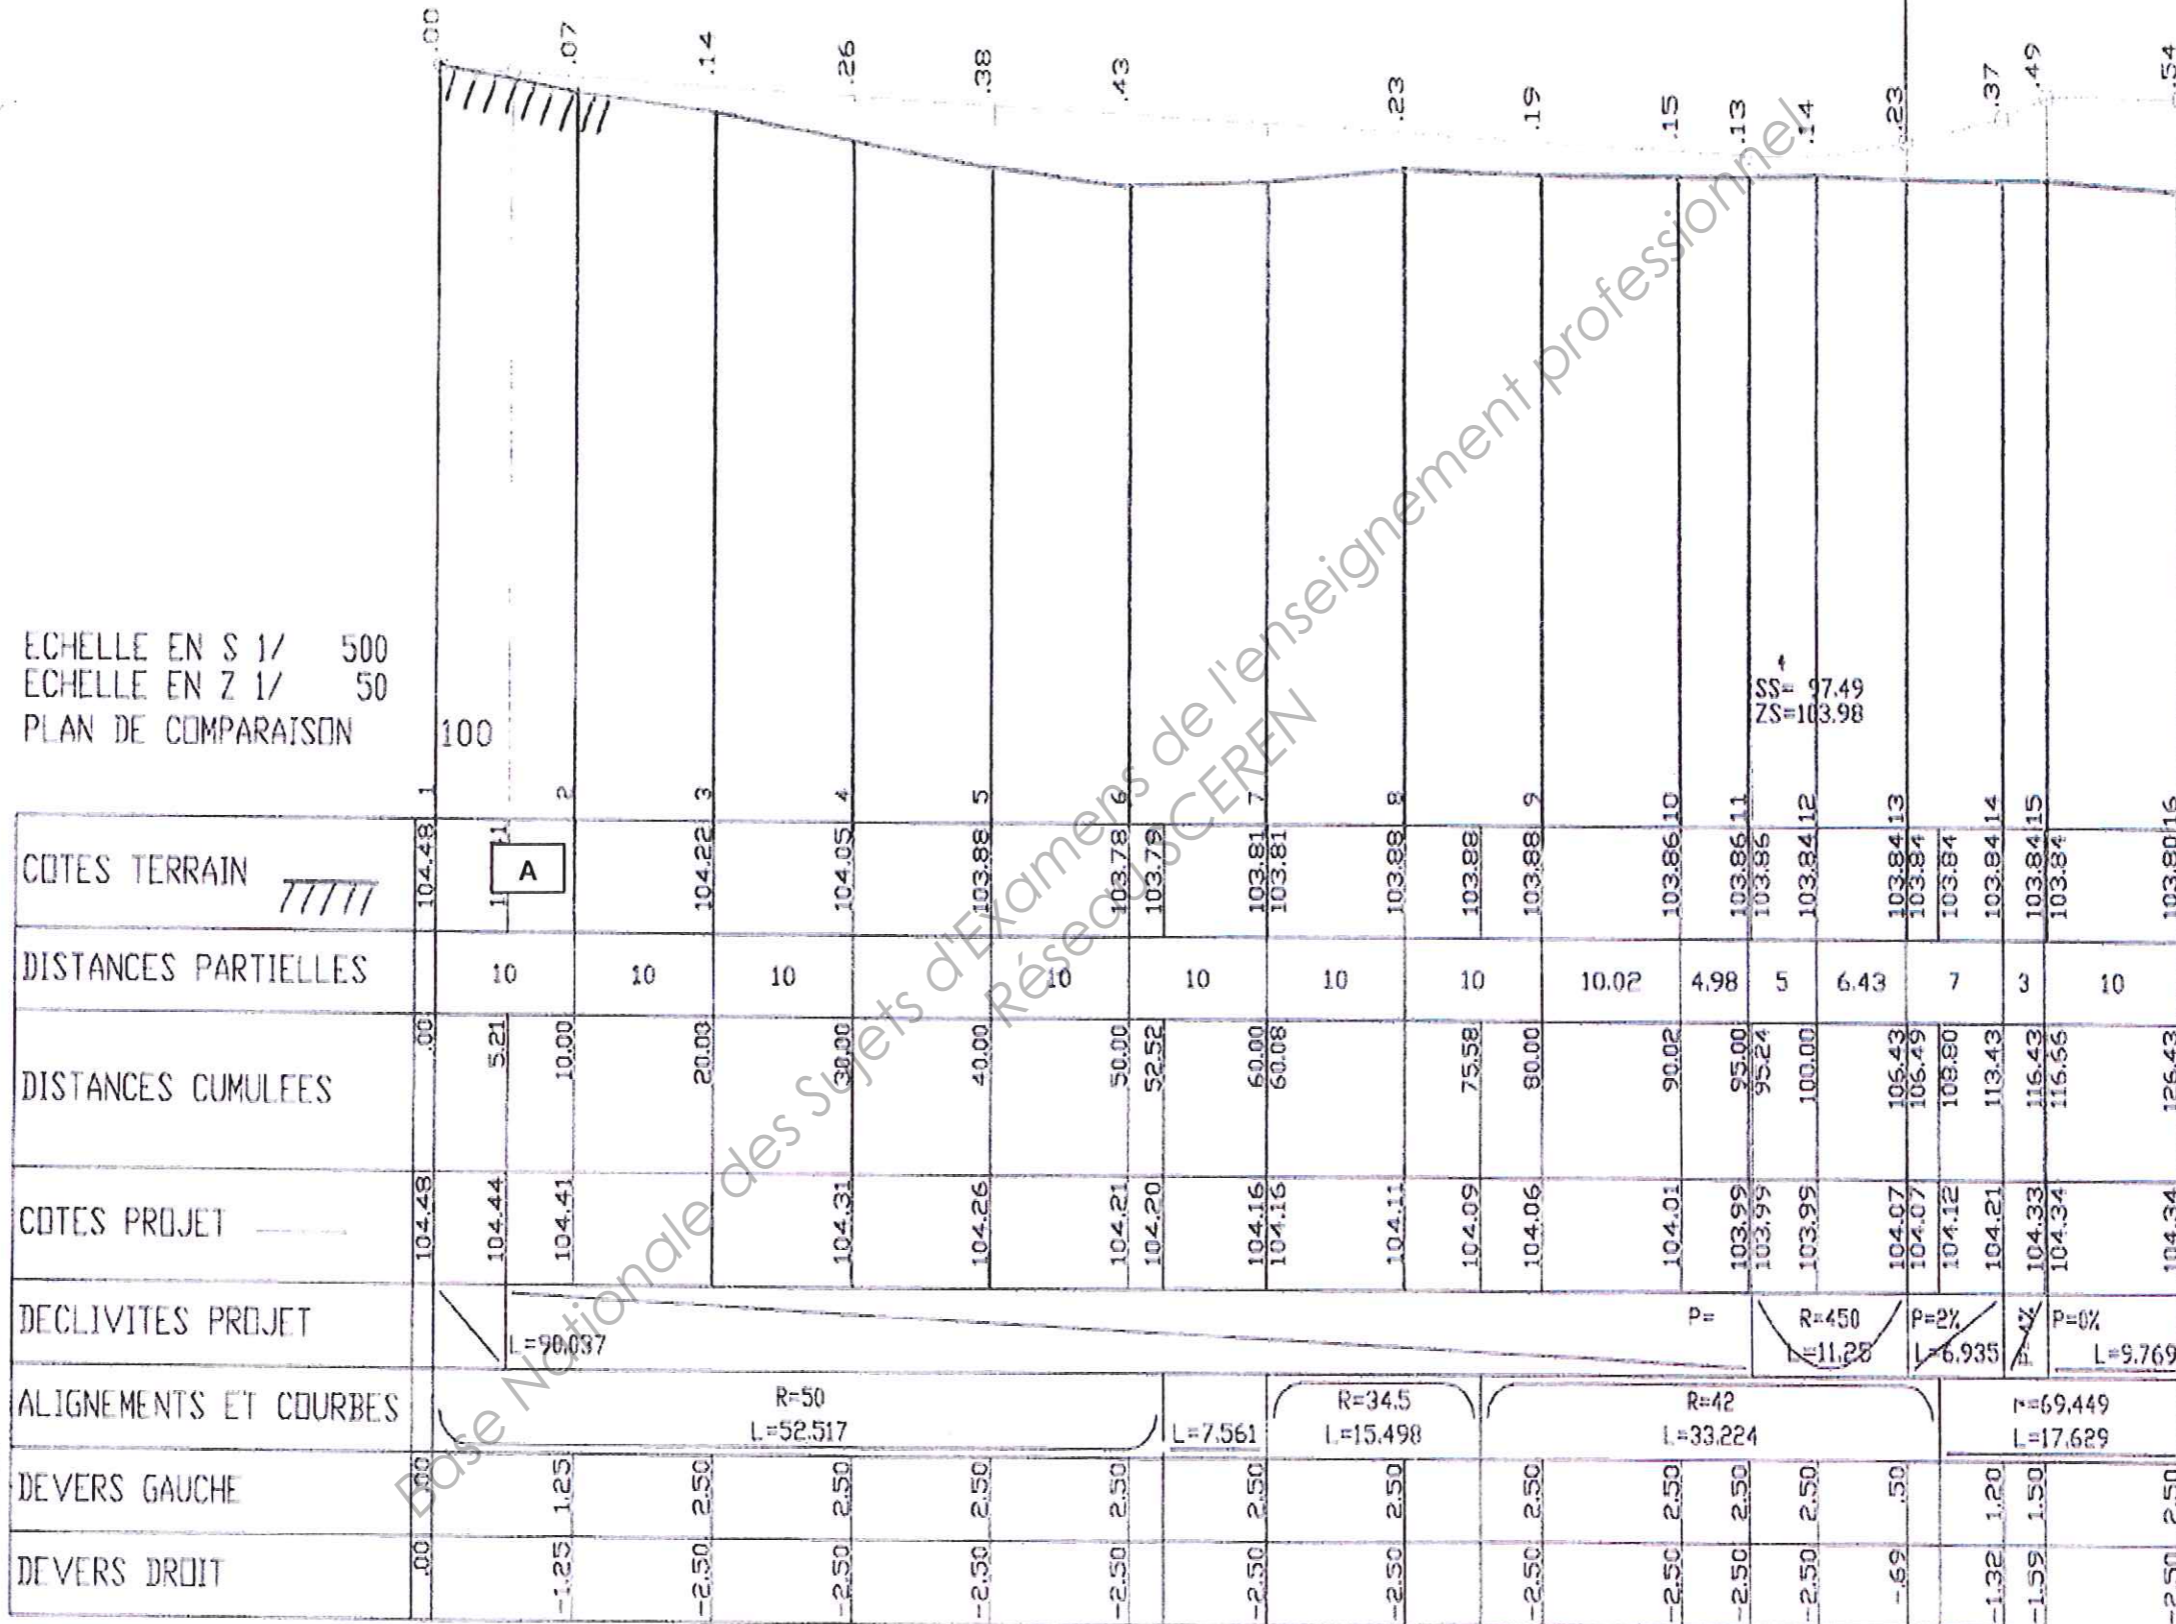 .00 .07 .14 .26 .38 .43 .23 .19 .15 .13 .14 .23 .37 .49 .54
ECHELLE EN S 1/ 500
ECHELLE EN Z 1/ 50
PLAN DE COMPARAISON 100
SS= 97.49
ZS=103.98
1 2 3 4 5 6 7 8 9 10 11 12 13 14 15 16
COTES TERRAIN 104.48 A 104.22 104.05 103.88 103.78 103.79 103.81 103.81 103.88 103.88 103.88 103.86 103.86 103.86 103.84 103.84 103.84 103.84 103.84 103.84 103.84 103.80
DISTANCES PARTIELLES 10 10 10 10 10 10 10 10.02 4.98 5 6.43 7 3 10
DISTANCES CUMULEES .00 5.21 10.00 20.03 30.00 40.00 50.00 52.52 60.00 60.08 75.58 80.00 90.02 95.00 95.24 100.00 106.43 106.49 108.80 113.43 116.43 116.66 126.43
COTES PROJET 104.48 104.44 104.41 104.31 104.26 104.21 104.20 104.16 104.16 104.11 104.09 104.06 104.01 103.99 103.99 103.99 104.07 104.07 104.12 104.21 104.33 104.34 104.34
DECLIVITES PROJET L=90.037 P= R=450 L=11.25 P=2% L=6.935 P=4% P=0% L=9.769
ALIGNEMENTS ET COURBES R=50 L=52.517 L=7.561 R=34.5 L=15.498 R=42 L=33.224 R=69.449 L=17.629
DEVERS GAUCHE .00 1.25 2.50 2.50 2.50 2.50 2.50 2.50 2.50 2.50 2.50 2.50 .50 1.20 1.50 2.50
DEVERS DROIT .00 -1.25 -2.50 -2.50 -2.50 -2.50 -2.50 -2.50 -2.50 -2.50 -2.50 -2.50 -.69 -1.32 -1.59 -2.50
Base Nationale des Sujets d'Examens de l'enseignement professionnel
Réseau SCEREN